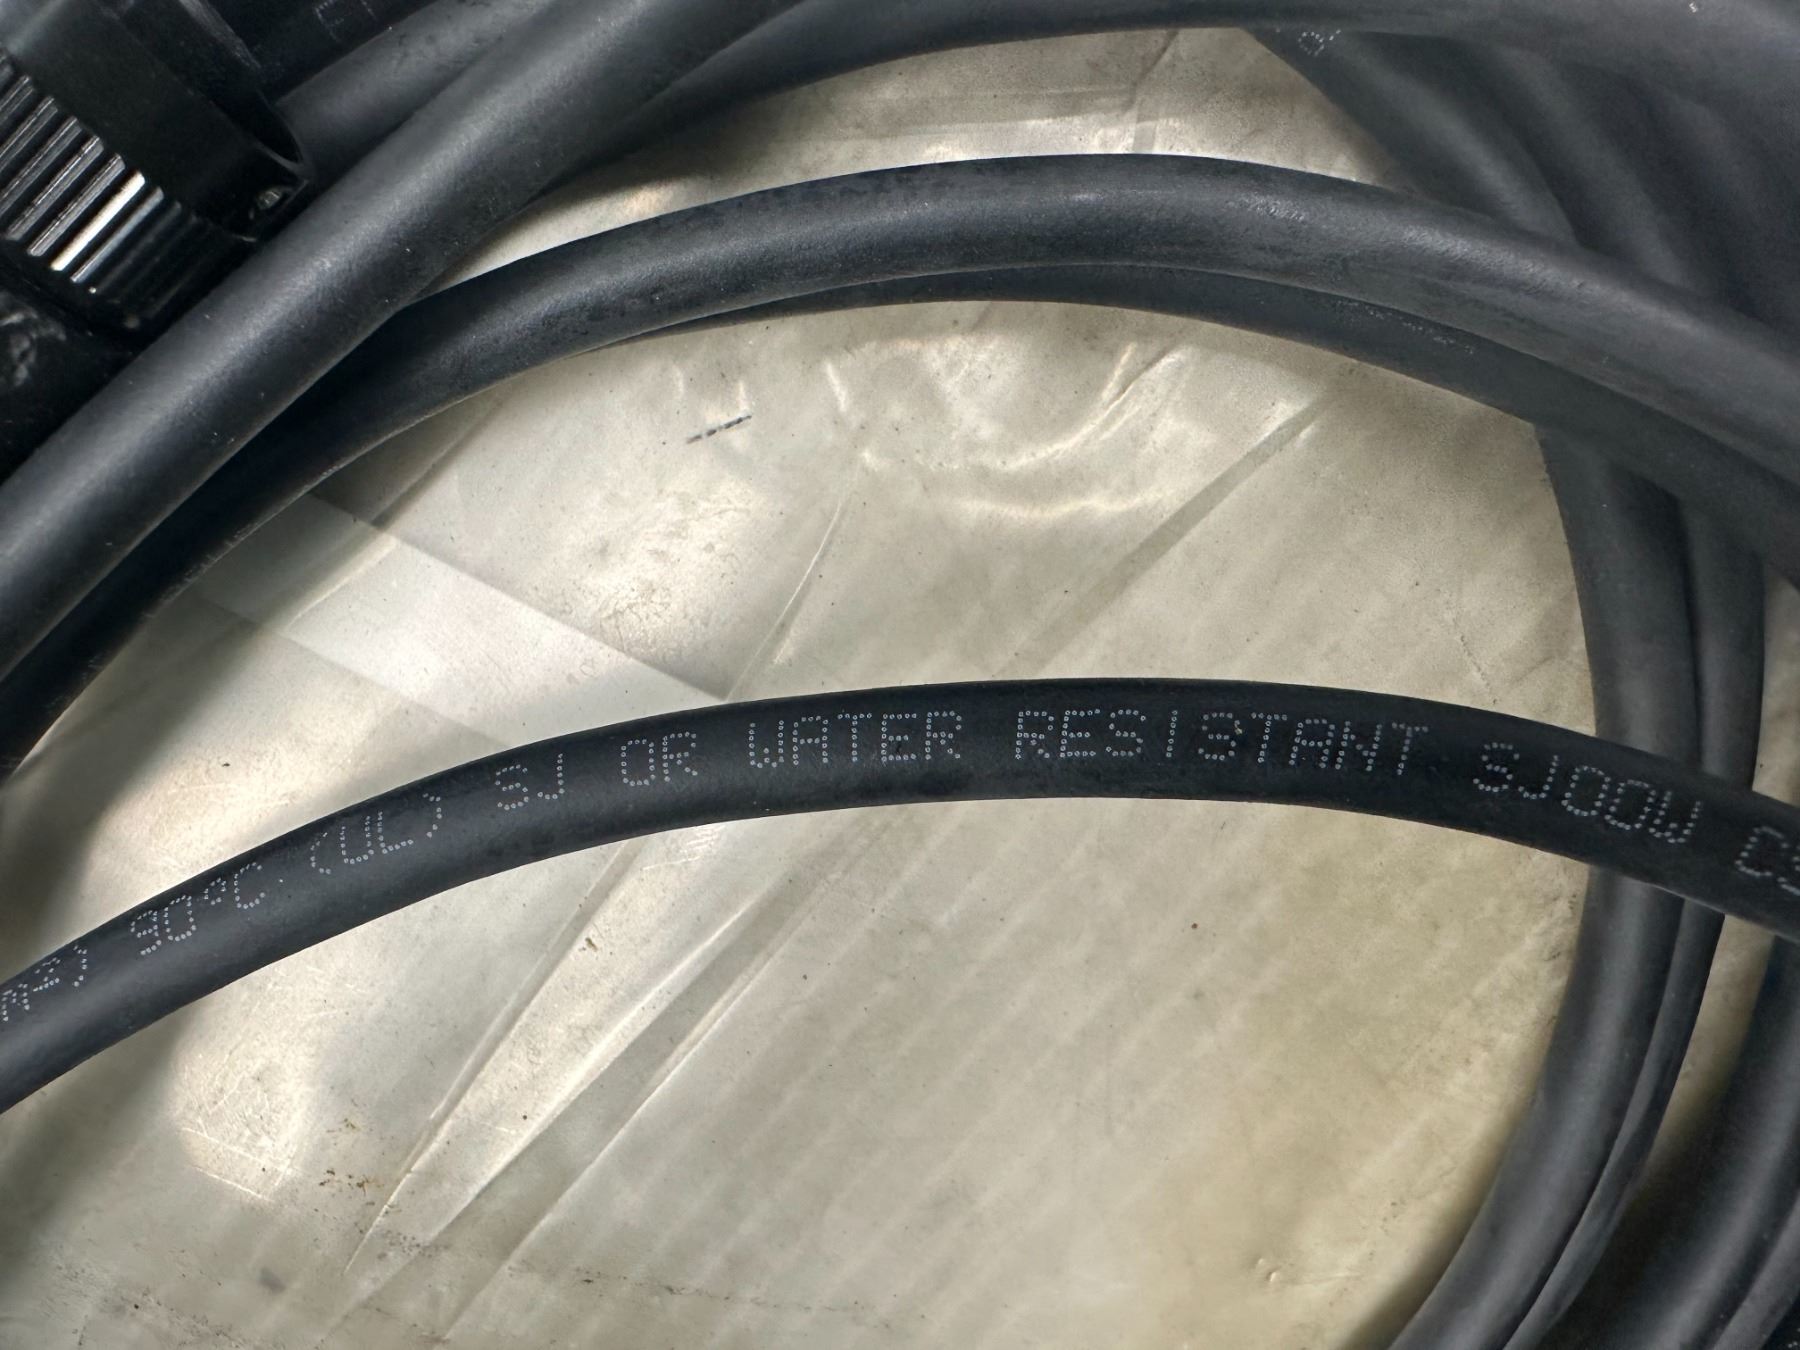 90°C (UL) SJ OR WATER RESISTANT SJOOW